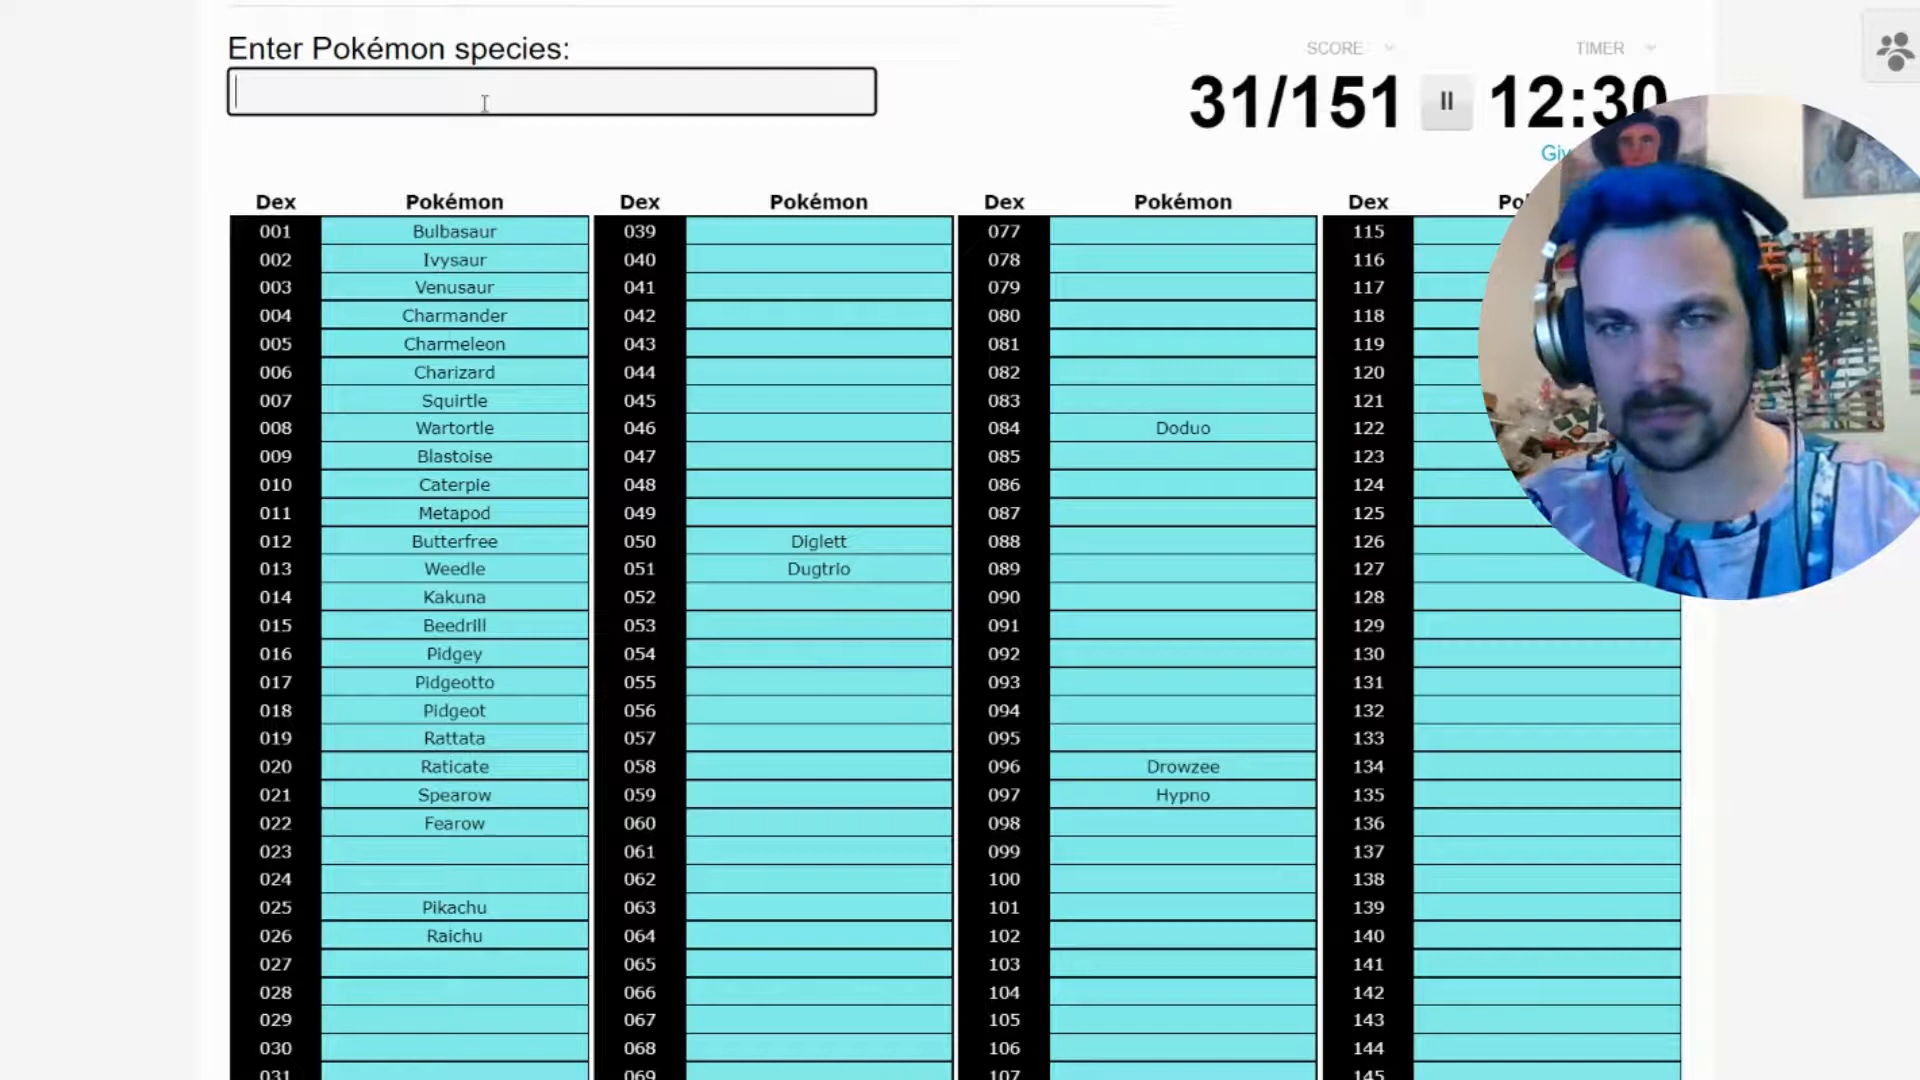 Enter Pokémon species:
SCORE
TIMER
31/151
12:30
Giv
Dex Pokémon Dex Pokémon Dex Pokémon Dex
001 Bulbasaur 039 077 115
002 Ivysaur 040 078 116
003 Venusaur 041 079 117
004 Charmander 042 080 118
005 Charmeleon 043 081 119
006 Charizard 044 082 120
007 Squirtle 045 083 121
008 Wartortle 046 084 Doduo 122
009 Blastoise 047 085 123
010 Caterpie 048 086 124
011 Metapod 049 087 125
012 Butterfree 050 Diglett 088 126
013 Weedle 051 Dugtrio 089 127
014 Kakuna 052 090 128
015 Beedrill 053 091 129
016 Pidgey 054 092 130
017 Pidgeotto 055 093 131
018 Pidgeot 056 094 132
019 Rattata 057 095 133
020 Raticate 058 096 Drowzee 134
021 Spearow 059 097 Hypno 135
022 Fearow 060 098 136
023 061 099 137
024 062 100 138
025 Pikachu 063 101 139
026 Raichu 064 102 140
027 065 103 141
028 066 104 142
029 067 105 143
030 068 106 144
031 069 107 145